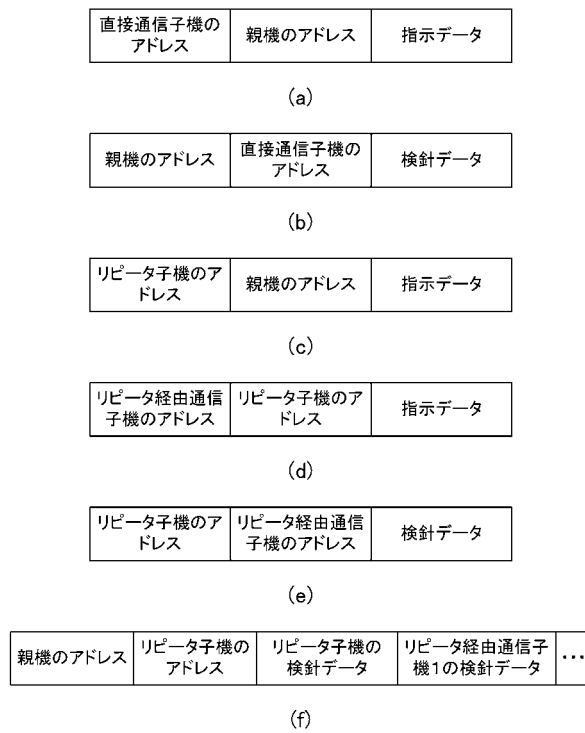 直接通信子機の
アドレス
親機のアドレス
指示データ
(a)
親機のアドレス
直接通信子機の
アドレス
検針データ
(b)
リピータ子機のア
ドレス
親機のアドレス
指示データ
(c)
リピータ経由通信
子機のアドレス
リピータ子機のア
ドレス
指示データ
(d)
リピータ子機のア
ドレス
リピータ経由通信
子機のアドレス
検針データ
(e)
親機のアドレス
リピータ子機の
アドレス
リピータ子機の
検針データ
リピータ経由通信子
機1の検針データ
・・・
(f)